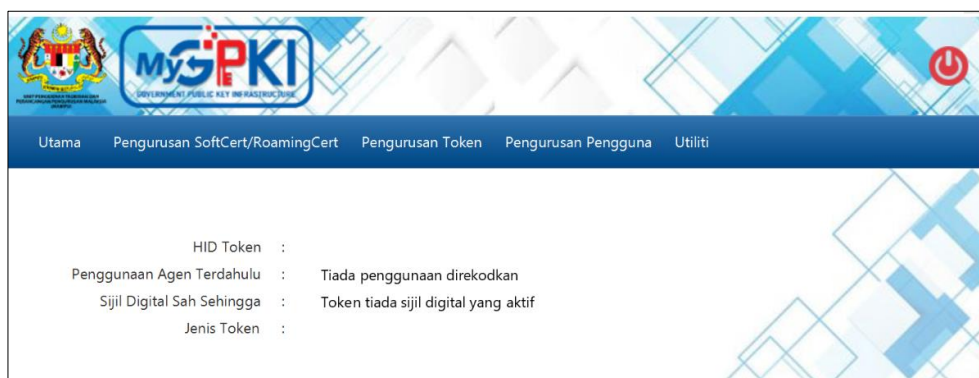 MyGPKI
GOVERNMENT PUBLIC KEY INFRASTRUCTURE
Utama Pengurusan SoftCert/RoamingCert Pengurusan Token Pengurusan Pengguna Utiliti
HID Token :
Penggunaan Agen Terdahulu : Tiada penggunaan direkodkan
Sijil Digital Sah Sehingga : Token tiada sijil digital yang aktif
Jenis Token :